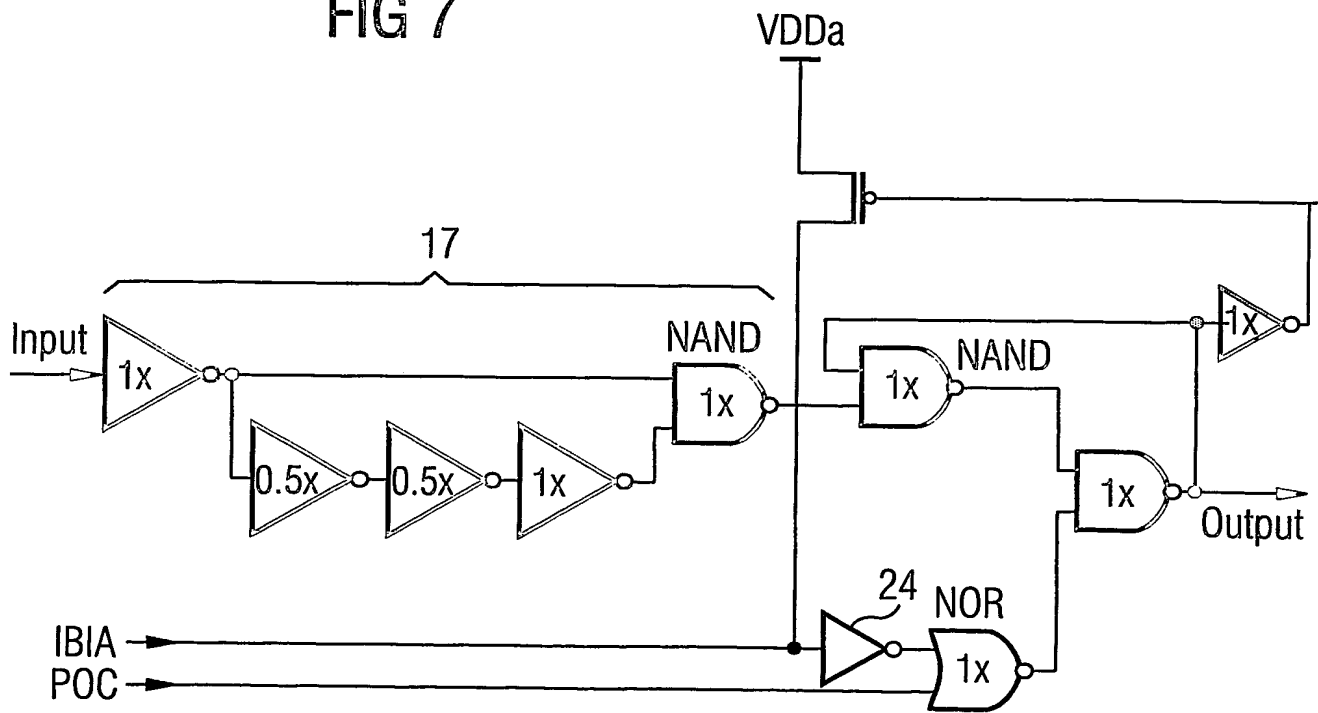 FIG 7
VDDa
17
Input
1x
NAND
1x
1x
NAND
1x
0.5x
0.5x
1x
1x
Output
24
NOR
IBIA
1x
POC